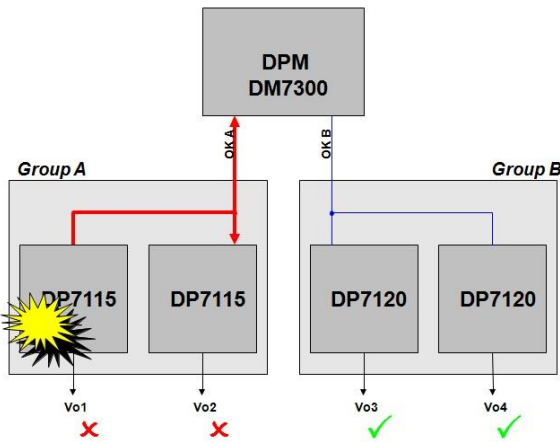 DPM
DM7300
OK A
OK B
Group A
Group B
DP7115
DP7115
DP7120
DP7120
Vo1
Vo2
Vo3
Vo4